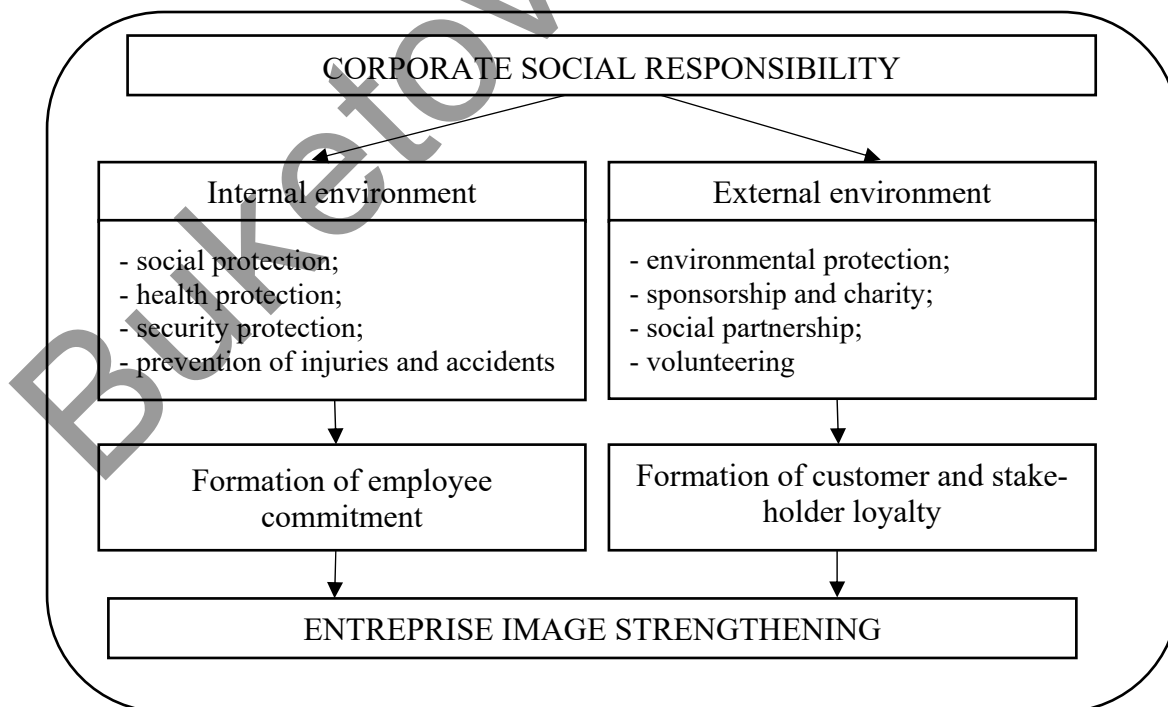 CORPORATE SOCIAL RESPONSIBILITY
Internal environment
- social protection;
- health protection;
- security protection;
- prevention of injuries and accidents
External environment
- environmental protection;
- sponsorship and charity;
- social partnership;
- volunteering
Formation of employee
commitment
Formation of customer and stake-
holder loyalty
ENTREPRISE IMAGE STRENGTHENING
Buketov